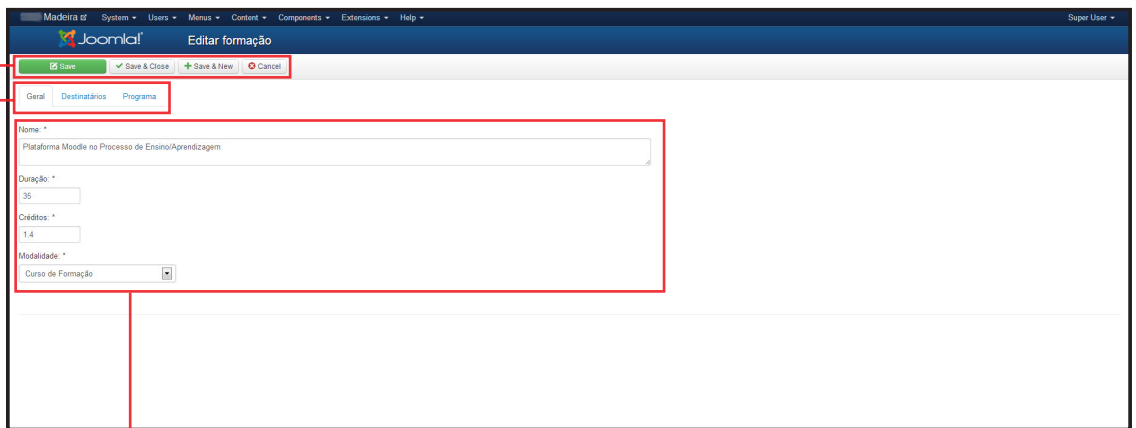 Madeira System Users Menus Content Components Extensions Help Super User
Joomla!® Editar formação
Save Save & Close Save & New Cancel
Geral Destinatários Programa
Nome: *
Plataforma Moodle no Processo de Ensino/Aprendizagem
Duração: *
35
Créditos: *
1.4
Modalidade: *
Curso de Formação